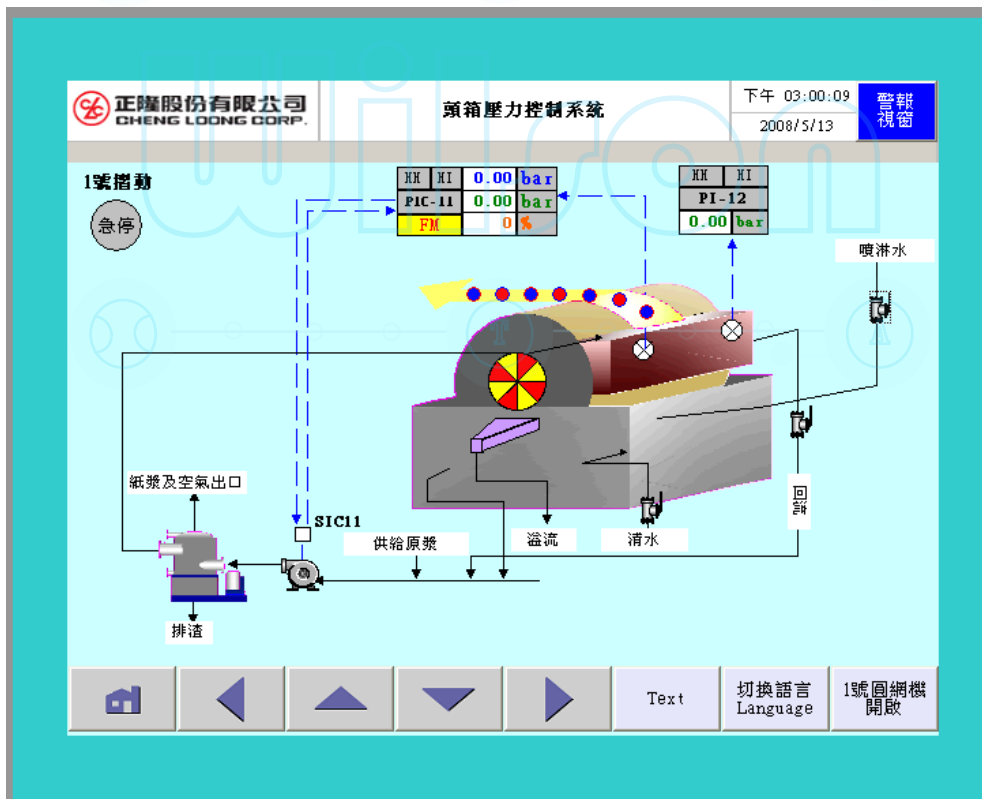 正隆股份有限公司
CHENG LOONG CORP.
頭箱壓力控制系統
下午 03:00:09
2008/5/13
警報
視窗
1號摺動
急停
HH HI 0.00 bar
PIC-11 0.00 bar
FM 0 %
HH HI
PI-12
0.00 bar
噴淋水
紙漿及空氣出口
SIC11
供給原漿
溢流
清水
回流
排渣
Text
切換語言
Language
1號圓網機
開啟
Wilson